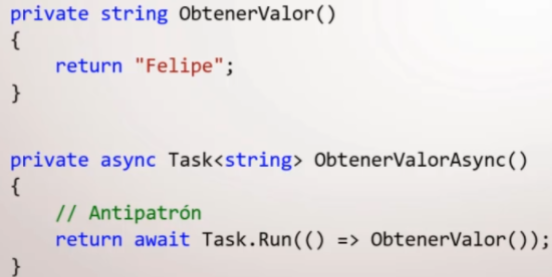 private string ObtenerValor()
{
return "Felipe";
}
private async Task<string> ObtenerValorAsync()
{
// Antipatrón
return await Task.Run(() => ObtenerValor());
}